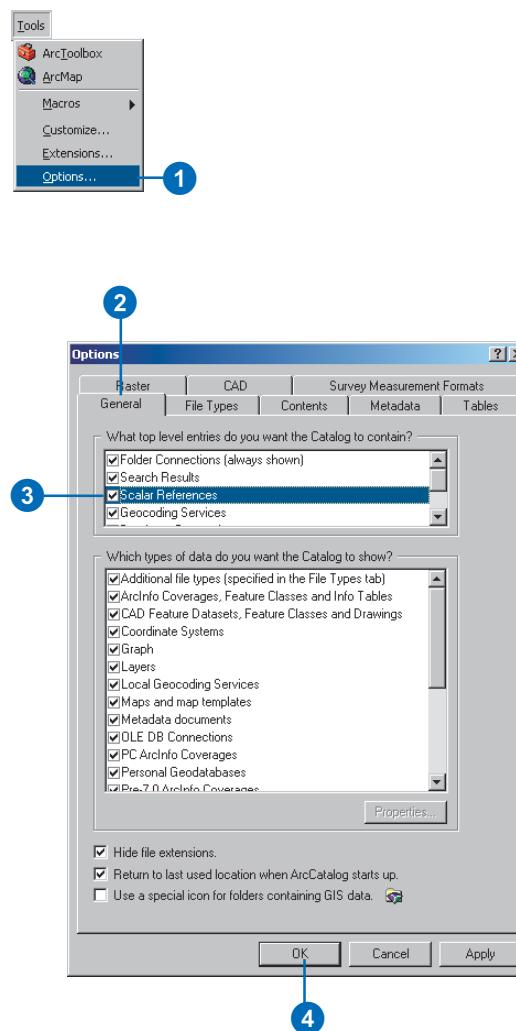 Tools
ArcToolbox
ArcMap
Macros
Customize...
Extensions...
Options...
1
2
Options
Raster CAD Survey Measurement Formats
General File Types Contents Metadata Tables
What top level entries do you want the Catalog to contain?
Folder Connections (always shown)
Search Results
3
Scalar References
Geocoding Services
Which types of data do you want the Catalog to show?
Additional file types (specified in the File Types tab)
ArcInfo Coverages, Feature Classes and Info Tables
CAD Feature Datasets, Feature Classes and Drawings
Coordinate Systems
Graph
Layers
Local Geocoding Services
Maps and map templates
Metadata documents
OLE DB Connections
PC ArcInfo Coverages
Personal Geodatabases
Pre-7.0 ArcInfo Coverages
Properties...
Hide file extensions.
Return to last used location when ArcCatalog starts up.
Use a special icon for folders containing GIS data.
OK Cancel Apply
4